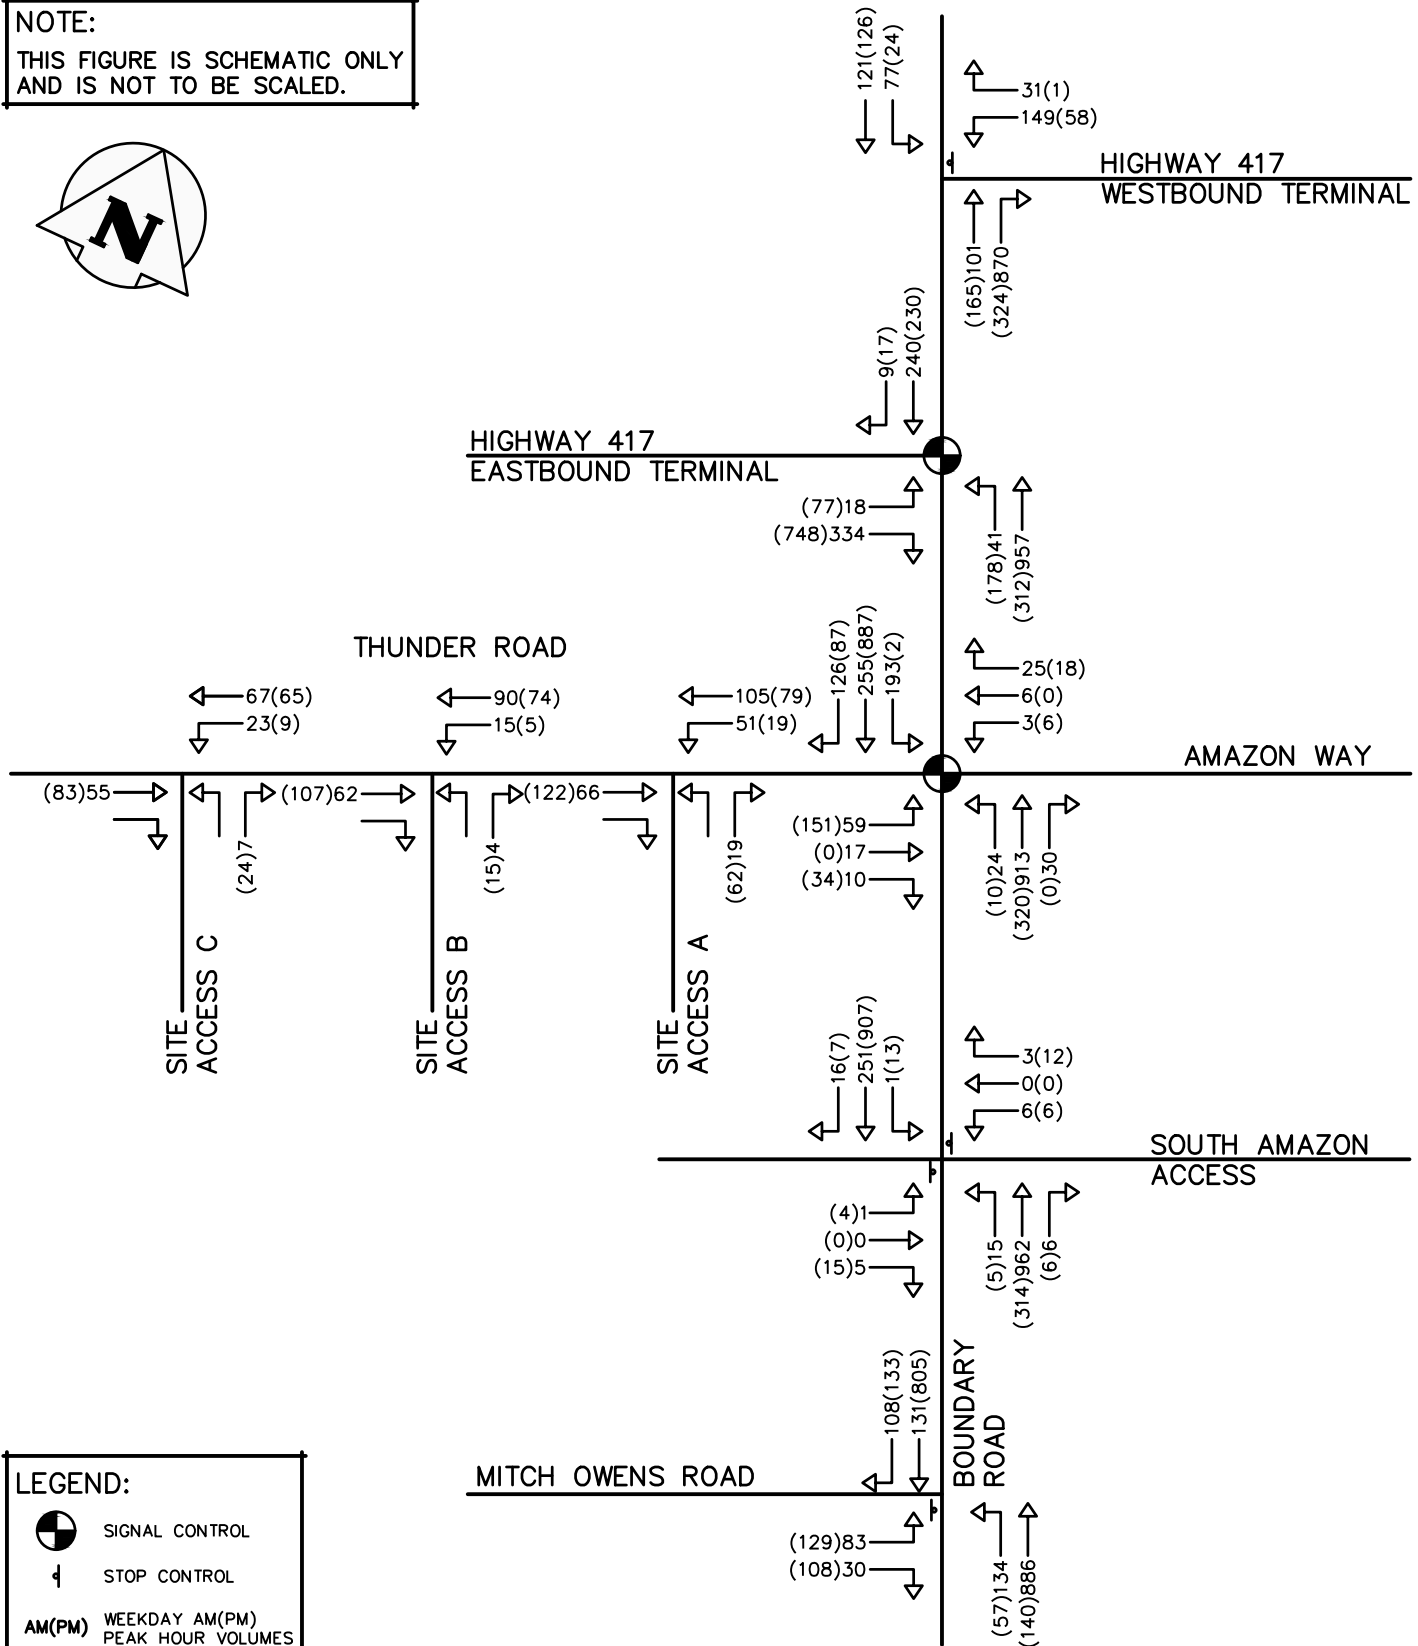 NOTE:
THIS FIGURE IS SCHEMATIC ONLY
AND IS NOT TO BE SCALED.
N
121(126)
77(24)
31(1)
149(58)
HIGHWAY 417
WESTBOUND TERMINAL
(165)101
(324)870
9(17)
240(230)
HIGHWAY 417
EASTBOUND TERMINAL
(77)18
(748)334
(178)41
(312)957
THUNDER ROAD
126(87)
255(887)
193(2)
25(18)
6(0)
3(6)
67(65)
23(9)
90(74)
15(5)
105(79)
51(19)
AMAZON WAY
(83)55
(24)7
(107)62
(15)4
(122)66
(62)19
(151)59
(0)17
(34)10
(10)24
(320)913
(0)30
SITE
ACCESS C
SITE
ACCESS B
SITE
ACCESS A
16(7)
251(907)
1(13)
3(12)
0(0)
6(6)
SOUTH AMAZON
ACCESS
(4)1
(0)0
(15)5
(5)15
(314)962
(6)6
BOUNDARY
ROAD
108(133)
131(805)
MITCH OWENS ROAD
(129)83
(108)30
(57)134
(140)886
LEGEND:
SIGNAL CONTROL
STOP CONTROL
AM(PM) WEEKDAY AM(PM)
PEAK HOUR VOLUMES